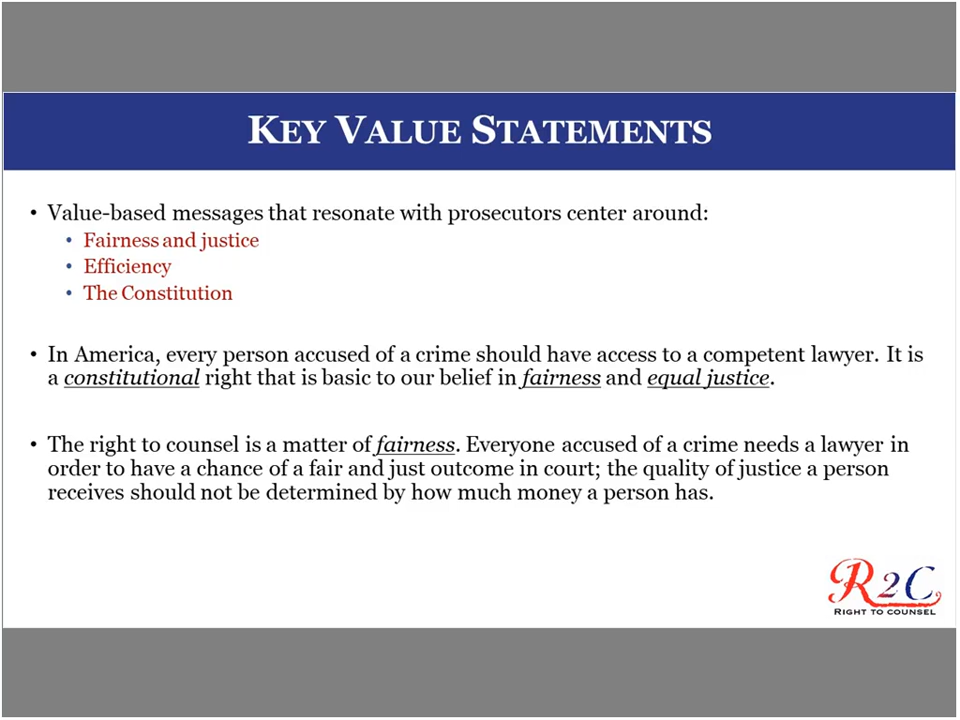 KEY VALUE STATEMENTS
• Value-based messages that resonate with prosecutors center around:
• Fairness and justice
• Efficiency
• The Constitution
• In America, every person accused of a crime should have access to a competent lawyer. It is
a constitutional right that is basic to our belief in fairness and equal justice.
• The right to counsel is a matter of fairness. Everyone accused of a crime needs a lawyer in
order to have a chance of a fair and just outcome in court; the quality of justice a person
receives should not be determined by how much money a person has.
R2C
RIGHT TO COUNSEL